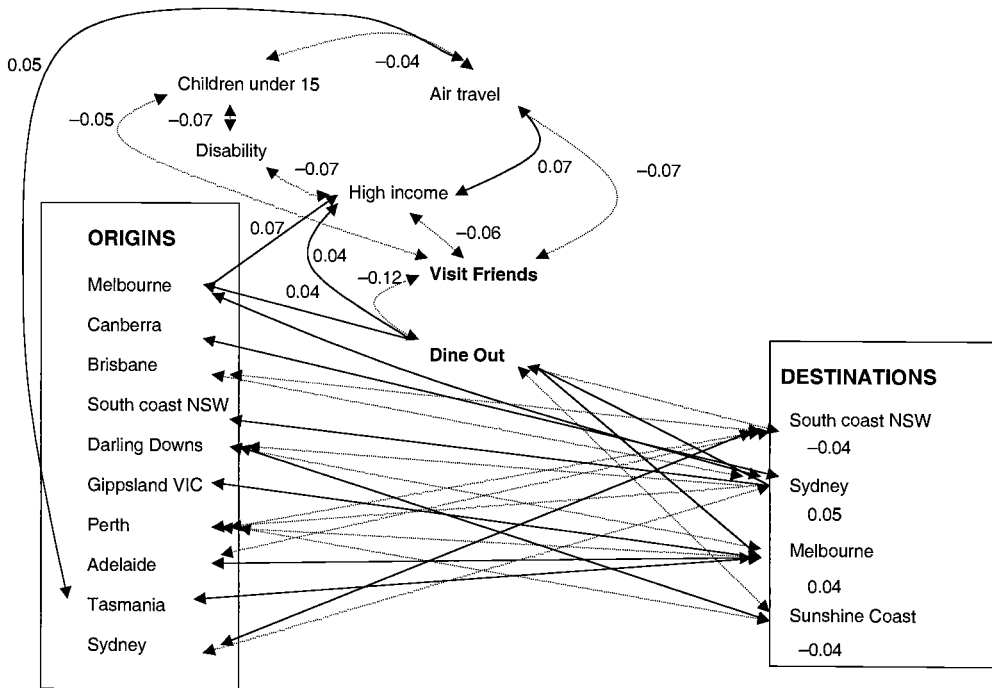 0.05
−0.04
Children under 15
Air travel
−0.05
−0.07
Disability
−0.07
0.07
−0.07
High income
ORIGINS
0.07
−0.06
0.04
Visit Friends
−0.12
Melbourne
0.04
Canberra
Dine Out
Brisbane
DESTINATIONS
South coast NSW
South coast NSW
Darling Downs
−0.04
Gippsland VIC
Sydney
0.05
Perth
Melbourne
Adelaide
0.04
Tasmania
Sunshine Coast
Sydney
−0.04